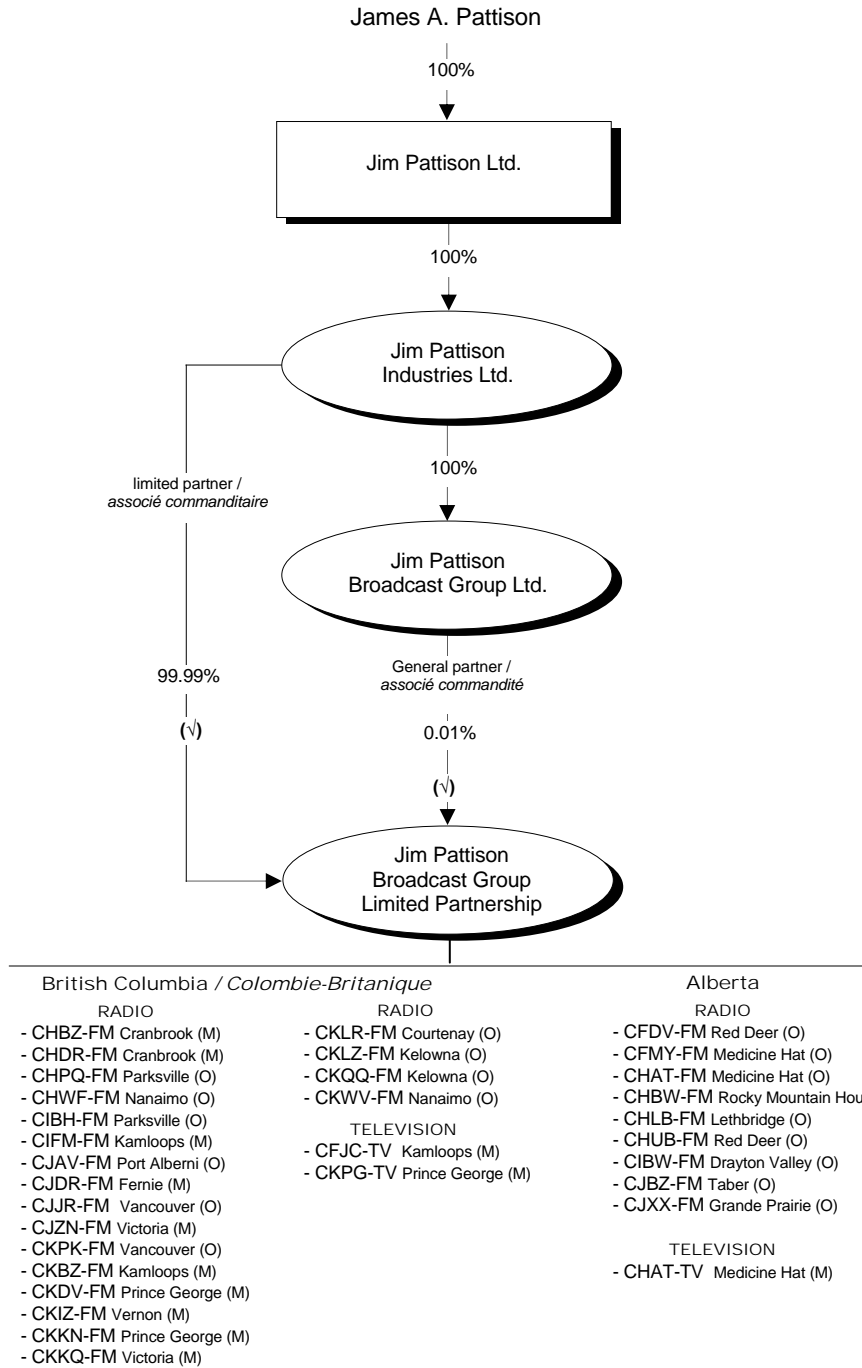 James A. Pattison
100%
Jim Pattison Ltd.
100%
Jim Pattison
Industries Ltd.
100%
limited partner /
associé commanditaire
Jim Pattison
Broadcast Group Ltd.
General partner /
associé commandité
99.99%
0.01%
(√)
(√)
Jim Pattison
Broadcast Group
Limited Partnership
British Columbia / Colombie-Britanique
RADIO
- CHBZ-FM Cranbrook (M)
- CHDR-FM Cranbrook (M)
- CHPQ-FM Parksville (O)
- CHWF-FM Nanaimo (O)
- CIBH-FM Parksville (O)
- CIFM-FM Kamloops (M)
- CJAV-FM Port Alberni (O)
- CJDR-FM Fernie (M)
- CJJR-FM Vancouver (O)
- CJZN-FM Victoria (M)
- CKPK-FM Vancouver (O)
- CKBZ-FM Kamloops (M)
- CKDV-FM Prince George (M)
- CKIZ-FM Vernon (M)
- CKKN-FM Prince George (M)
- CKKQ-FM Victoria (M)
RADIO
- CKLR-FM Courtenay (O)
- CKLZ-FM Kelowna (O)
- CKQQ-FM Kelowna (O)
- CKWV-FM Nanaimo (O)
TELEVISION
- CFJC-TV Kamloops (M)
- CKPG-TV Prince George (M)
Alberta
RADIO
- CFDV-FM Red Deer (O)
- CFMY-FM Medicine Hat (O)
- CHAT-FM Medicine Hat (O)
- CHBW-FM Rocky Mountain Hou
- CHLB-FM Lethbridge (O)
- CHUB-FM Red Deer (O)
- CIBW-FM Drayton Valley (O)
- CJBZ-FM Taber (O)
- CJXX-FM Grande Prairie (O)
TELEVISION
- CHAT-TV Medicine Hat (M)